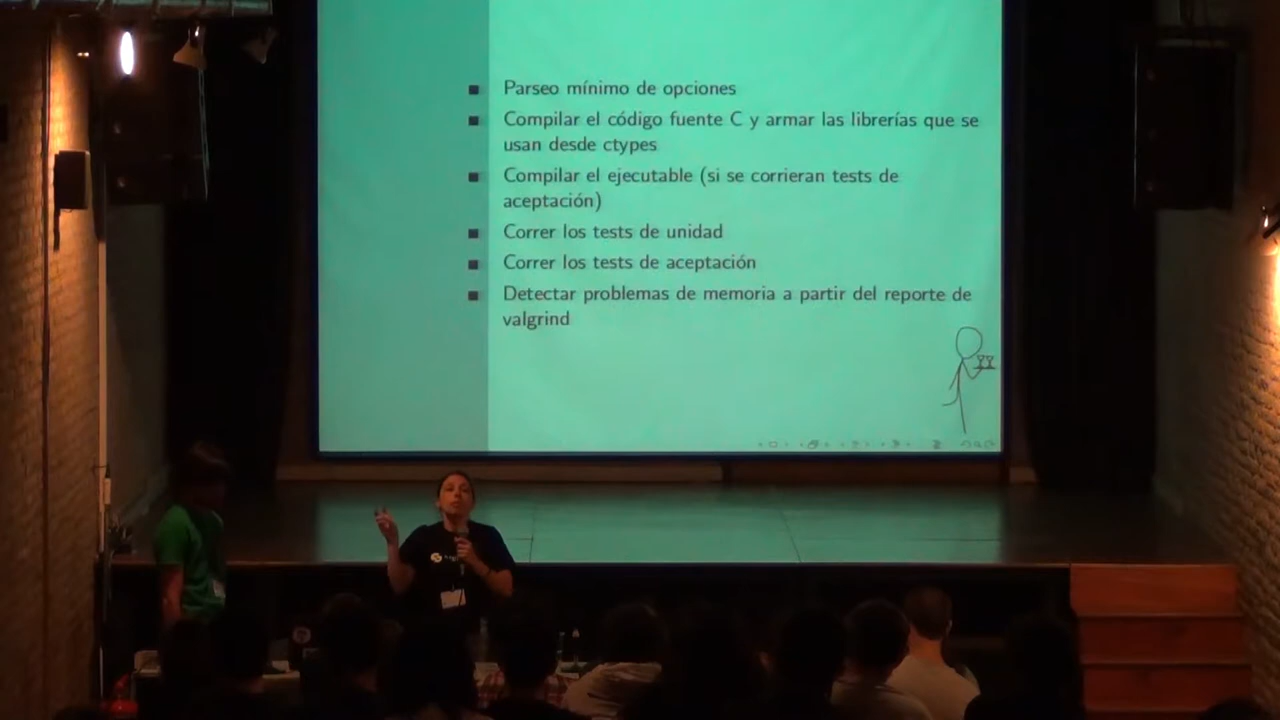 Parseo mínimo de opciones
Compilar el código fuente C y armar las librerías que se
usan desde ctypes
Compilar el ejecutable (si se corrieran tests de
aceptación)
Correr los tests de unidad
Correr los tests de aceptación
Detectar problemas de memoria a partir del reporte de
valgrind